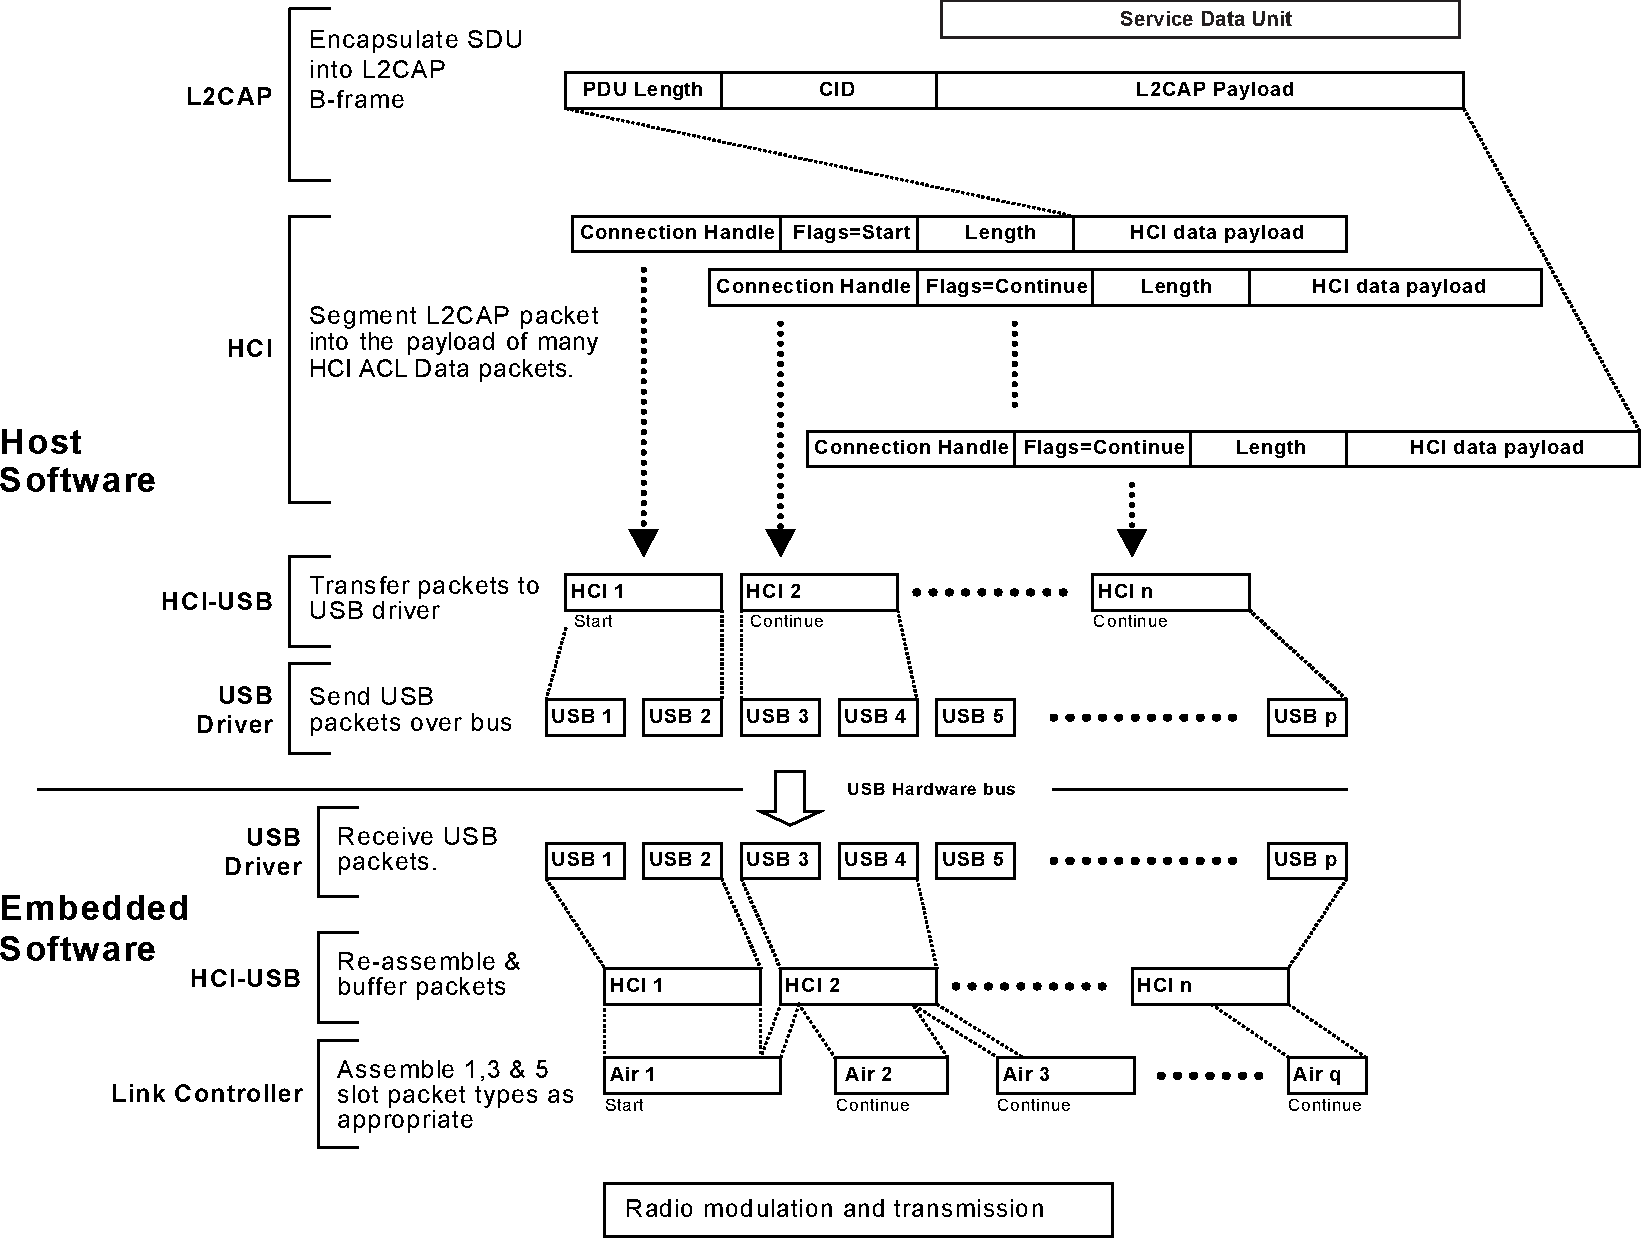 Service Data Unit
Encapsulate SDU
into L2CAP
B-frame
L2CAP
PDU Length CID L2CAP Payload
Connection Handle Flags=Start Length HCI data payload
Connection Handle Flags=Continue Length HCI data payload
Segment L2CAP packet
into the payload of many
HCI ACL Data packets.
HCI
Host
Software
Connection Handle Flags=Continue Length HCI data payload
HCI-USB
Transfer packets to
USB driver
HCI 1 HCI 2 HCI n
Start Continue Continue
USB
Driver
Send USB
packets over bus
USB 1 USB 2 USB 3 USB 4 USB 5 USB p
USB Hardware bus
USB
Driver
Receive USB
packets.
USB 1 USB 2 USB 3 USB 4 USB 5 USB p
Embedded
Software
HCI-USB
Re-assemble &
buffer packets
HCI 1 HCI 2 HCI n
Link Controller
Assemble 1,3 & 5
slot packet types as
appropriate
Air 1 Air 2 Air 3 Air q
Start Continue Continue Continue
Radio modulation and transmission